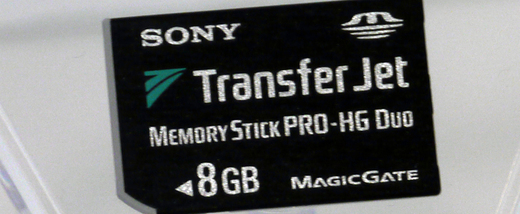 SONY
TransferJet
MEMORY STICK PRO-HG DUO
8GB MAGICGATE